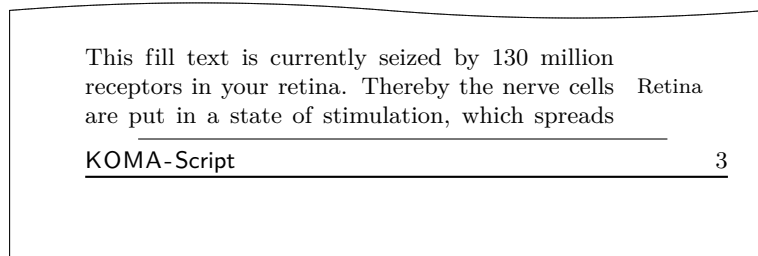 This fill text is currently seized by 130 million
receptors in your retina. Thereby the nerve cells Retina
are put in a state of stimulation, which spreads
KOMA-Script 3